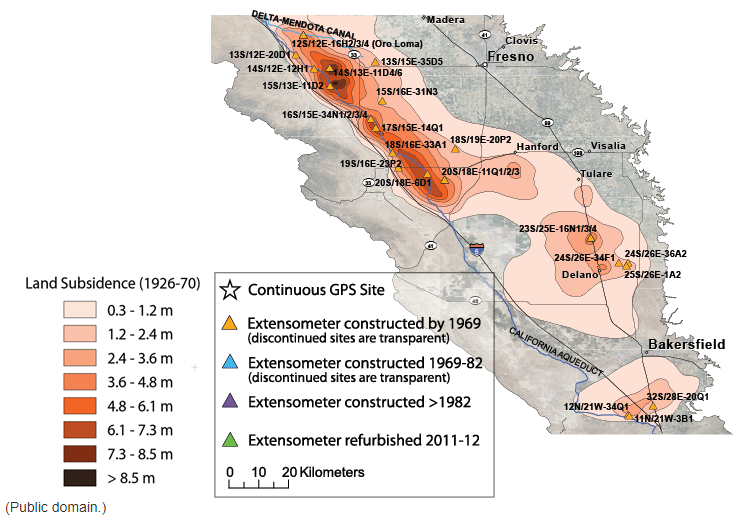 DELTA-MENDOTA CANAL
Madera
41
Clovis
12S/12E-16H2/3/4 (Oro Loma)
13S/12E-20D1
33
Fresno
13S/15E-35D5
14S/12E-12H1
14S/13E-11D4/6
15S/13E-11D2
15S/16E-31N3
16S/15E-34N1/2/3/4
99
17S/15E-14Q1
18S/19E-20P2
18S/16E-33A1
Hanford
198
Visalia
19S/16E-23P2
33
20S/18E-6D1
20S/18E-11Q1/2/3
Tulare
23S/25E-16N1/3/4
41
5
24S/26E-36A2
24S/26E-34F1
Delano
25S/26E-1A2
Land Subsidence (1926-70)
0.3 - 1.2 m
1.2 - 2.4 m
2.4 - 3.6 m
3.6 - 4.8 m
4.8 - 6.1 m
6.1 - 7.3 m
7.3 - 8.5 m
> 8.5 m
Continuous GPS Site
Extensometer constructed by 1969
(discontinued sites are transparent)
Extensometer constructed 1969-82
(discontinued sites are transparent)
Extensometer constructed >1982
Extensometer refurbished 2011-12
0 10 20 Kilometers
46
CALIFORNIA AQUEDUCT
Bakersfield
32S/28E-20Q1
12N/21W-34Q1
11N/21W-3B1
(Public domain.)